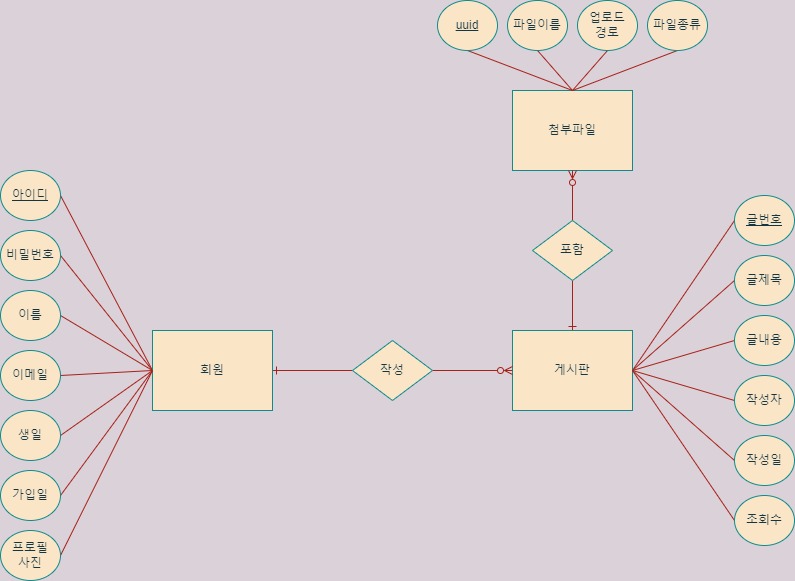 uuid
파일이름
업로드
경로
파일종류
첨부파일
아이디
비밀번호
이름
이메일
생일
가입일
프로필
사진
회원
작성
포함
게시판
글번호
글제목
글내용
작성자
작성일
조회수